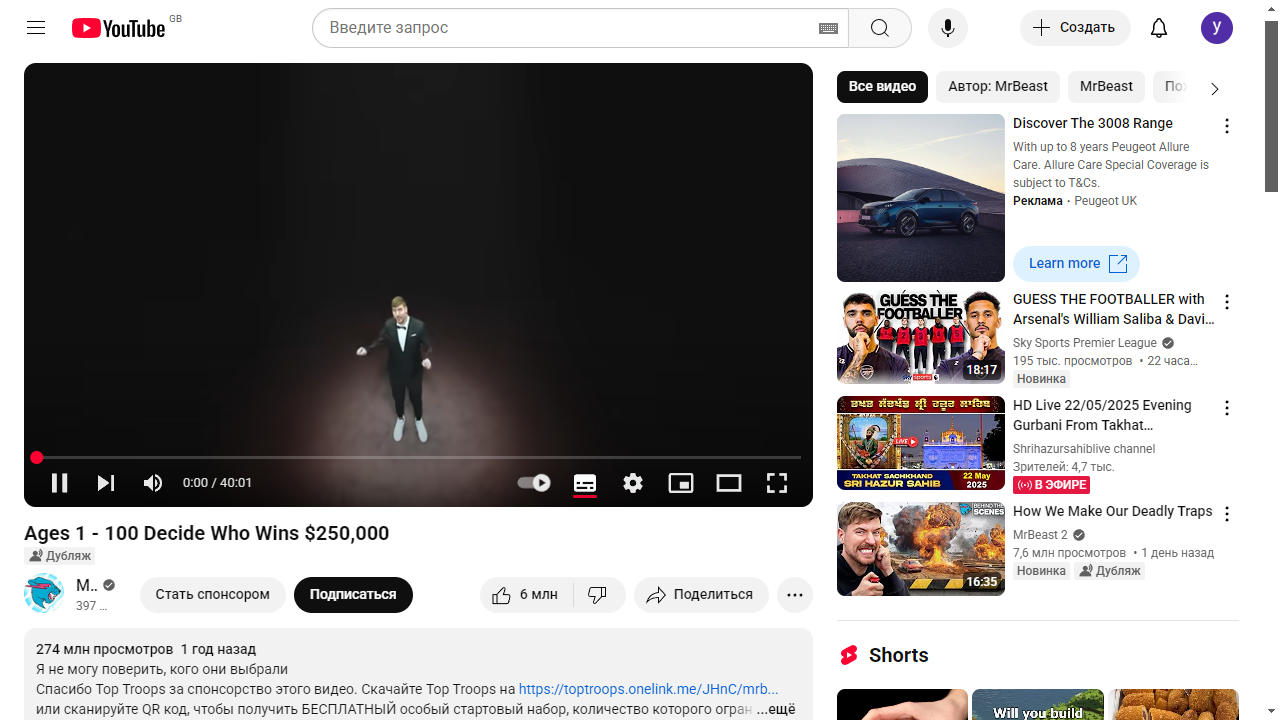 YouTube GB
Введите запрос
Создать
y
0:00 / 40:01
Ages 1 - 100 Decide Who Wins $250,000
Дубляж
M…
397 …
Стать спонсором
Подписаться
6 млн
Поделиться
274 млн просмотров 1 год назад
Я не могу поверить, кого они выбрали
Спасибо Top Troops за спонсорство этого видео. Скачайте Top Troops на https://toptroops.onelink.me/JHnC/mrb...
или сканируйте QR код, чтобы получить БЕСПЛАТНЫЙ особый стартовый набор, количество которого огран ...ещё
Все видео
Автор: MrBeast
MrBeast
Discover The 3008 Range
With up to 8 years Peugeot Allure
Care. Allure Care Special Coverage is
subject to T&Cs.
Реклама · Peugeot UK
Learn more
GUESS THE
FOOTBALLER
18:17
GUESS THE FOOTBALLER with
Arsenal's William Saliba & Davi…
Sky Sports Premier League
195 тыс. просмотров • 22 часа…
Новинка
LIVE
TAKHAT SACHKHAND
SRI HAZUR SAHIB
22 May
2025
HD Live 22/05/2025 Evening
Gurbani From Takhat…
Shrihazursahiblive channel
Зрителей: 4,7 тыс.
В ЭФИРЕ
BEHIND THE
SCENES
16:35
How We Make Our Deadly Traps
MrBeast 2
7,6 млн просмотров • 1 день назад
Новинка
Дубляж
Shorts
Will you build